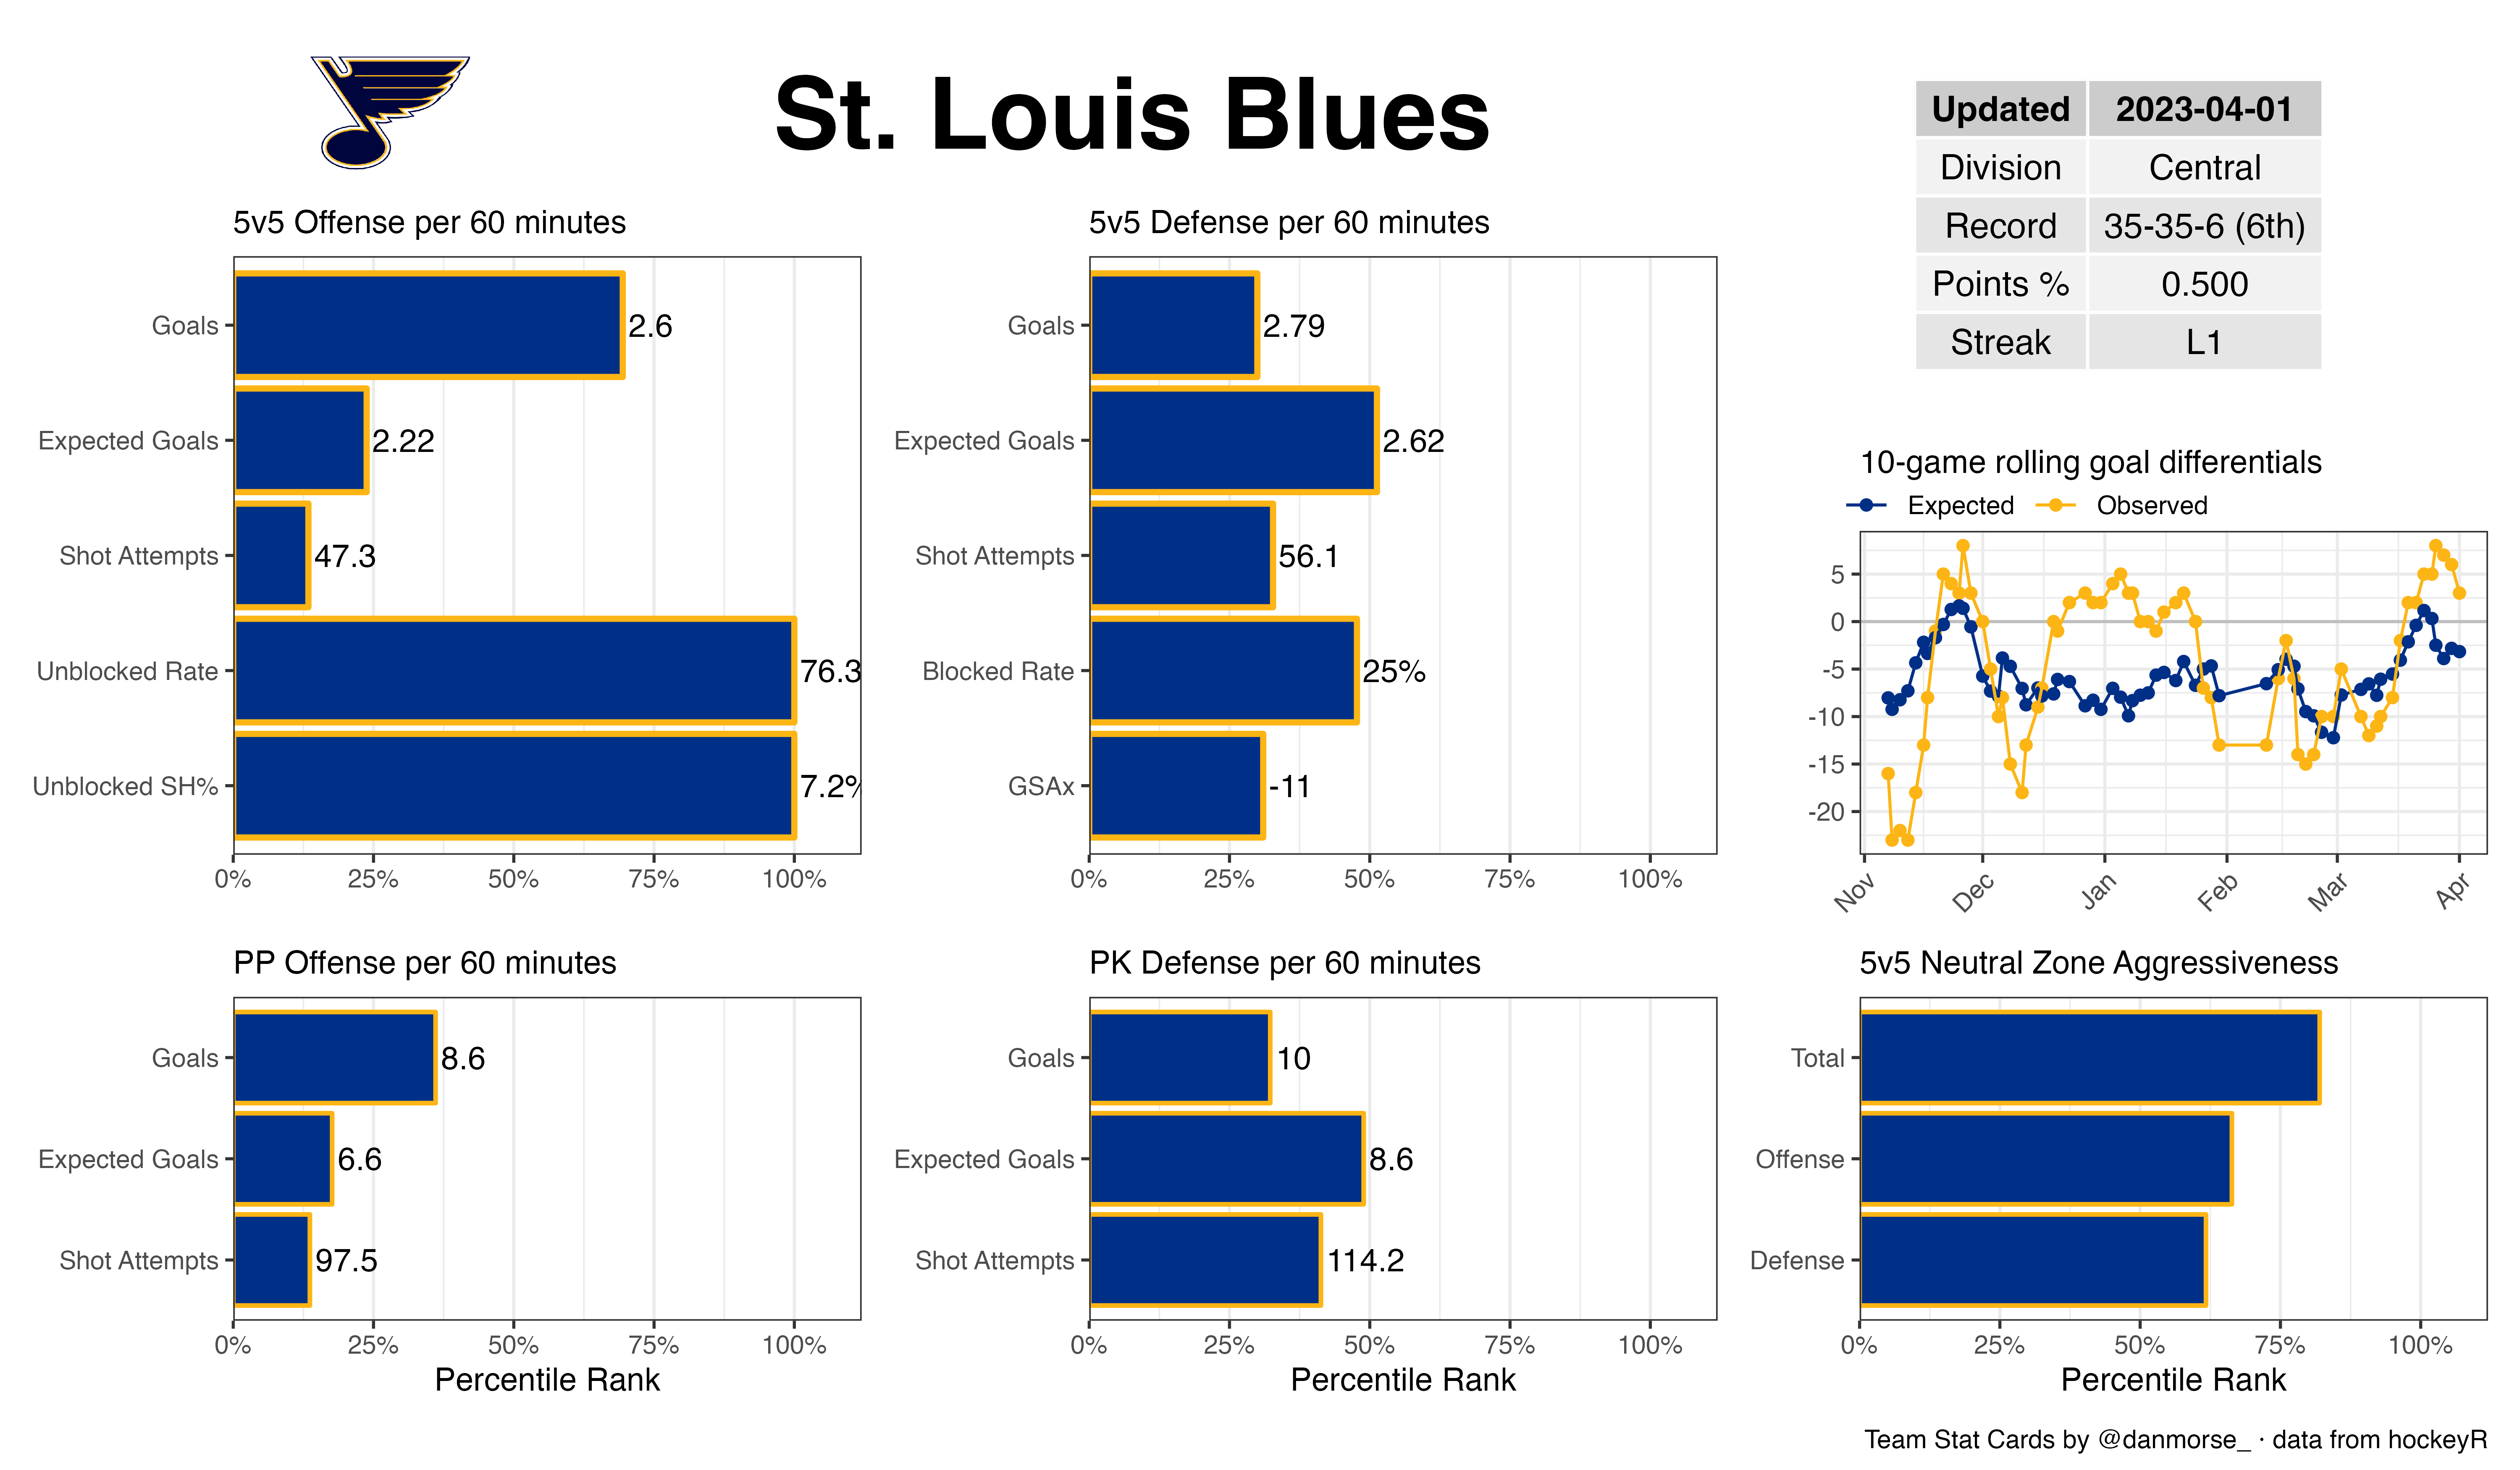 St. Louis Blues
Updated 2023-04-01
Division Central
Record 35-35-6 (6th)
Points % 0.500
Streak L1
5v5 Offense per 60 minutes
Goals 2.6
Expected Goals 2.22
Shot Attempts 47.3
Unblocked Rate 76.3
Unblocked SH% 7.2%
0% 25% 50% 75% 100%
5v5 Defense per 60 minutes
Goals 2.79
Expected Goals 2.62
Shot Attempts 56.1
Blocked Rate 25%
GSAx -11
0% 25% 50% 75% 100%
10-game rolling goal differentials
Expected Observed
5
0
-5
-10
-15
-20
Nov Dec Jan Feb Mar Apr
PP Offense per 60 minutes
Goals 8.6
Expected Goals 6.6
Shot Attempts 97.5
0% 25% 50% 75% 100%
Percentile Rank
PK Defense per 60 minutes
Goals 10
Expected Goals 8.6
Shot Attempts 114.2
0% 25% 50% 75% 100%
Percentile Rank
5v5 Neutral Zone Aggressiveness
Total
Offense
Defense
0% 25% 50% 75% 100%
Percentile Rank
Team Stat Cards by @danmorse_ · data from hockeyR